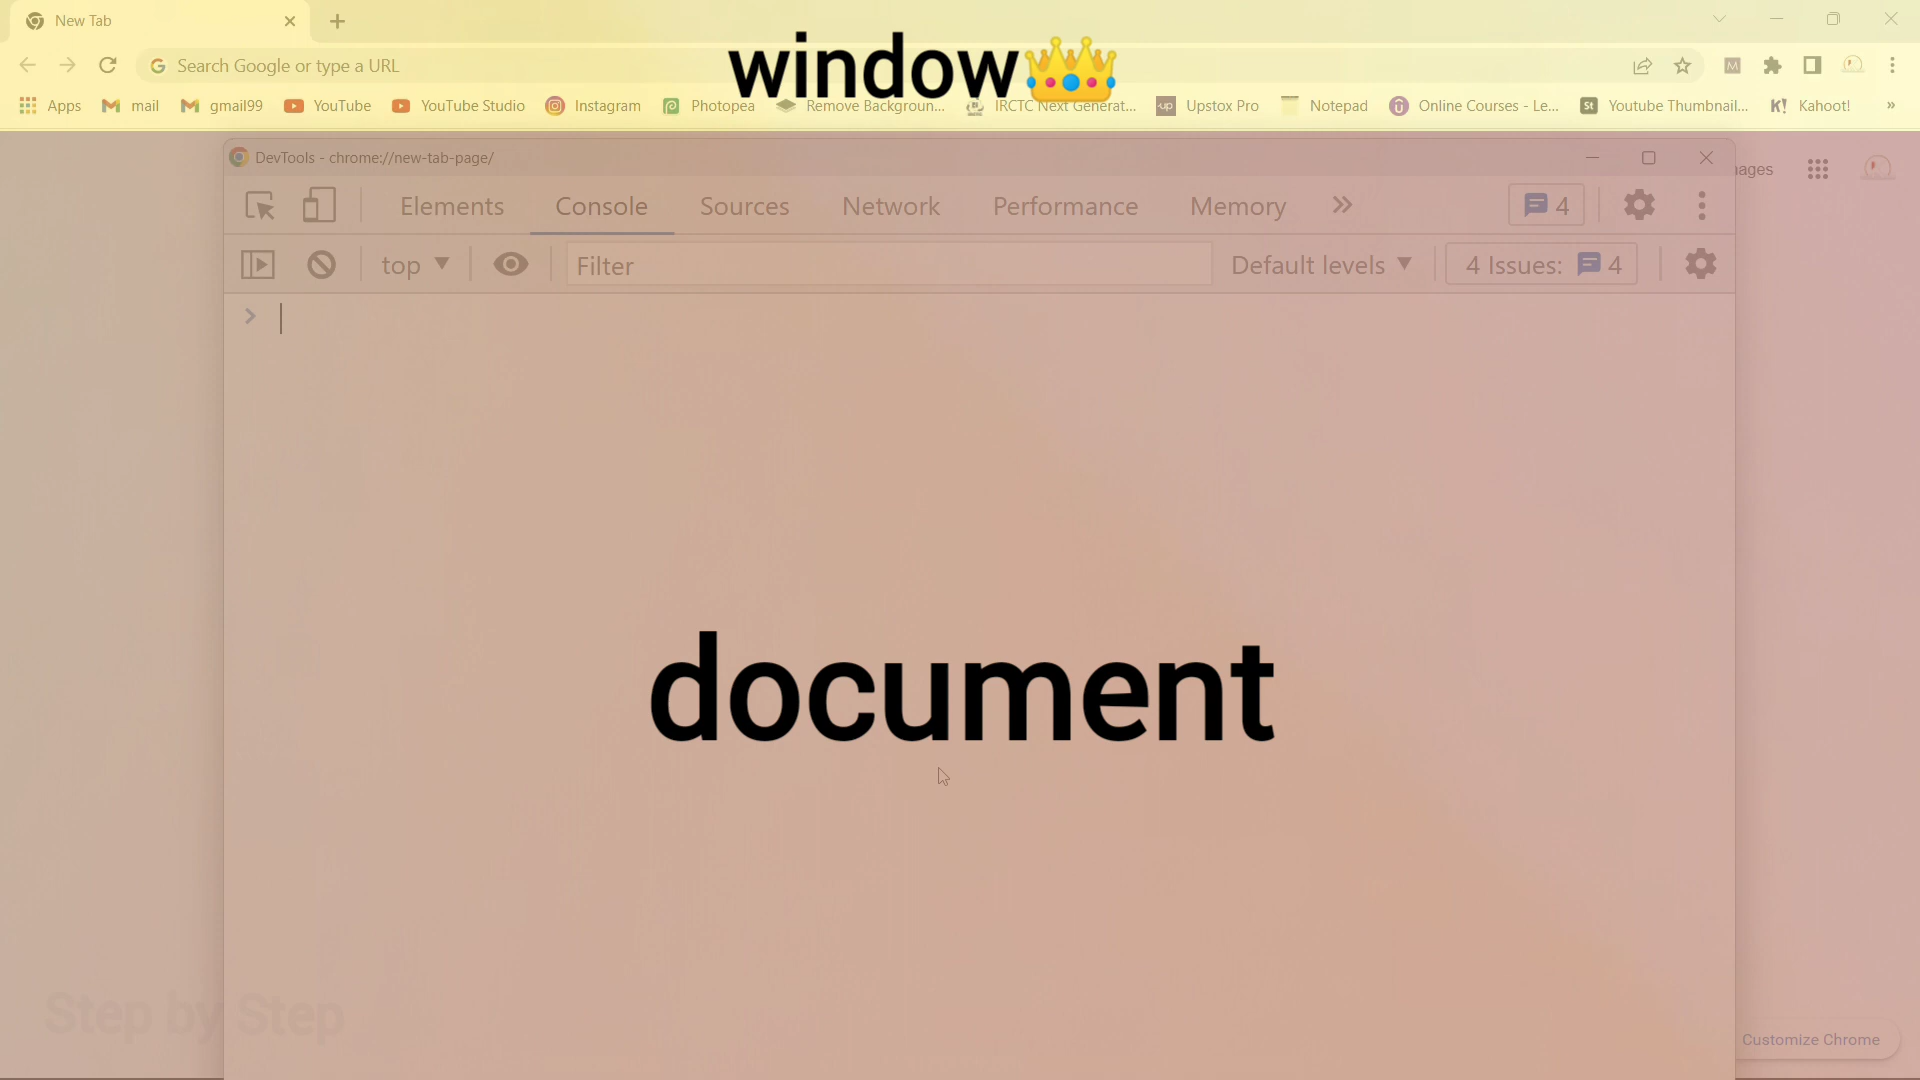 New Tab
window
Search Google or type a URL
Apps mail gmail99 YouTube YouTube Studio Instagram Photopea Remove Backgroun... IRCTC Next Generat... Upstox Pro Notepad Online Courses - Le... Youtube Thumbnail... Kahoot!
DevTools - chrome://new-tab-page/
ages
Elements Console Sources Network Performance Memory 4
top Filter Default levels 4 Issues: 4
document
Step by Step
Customize Chrome